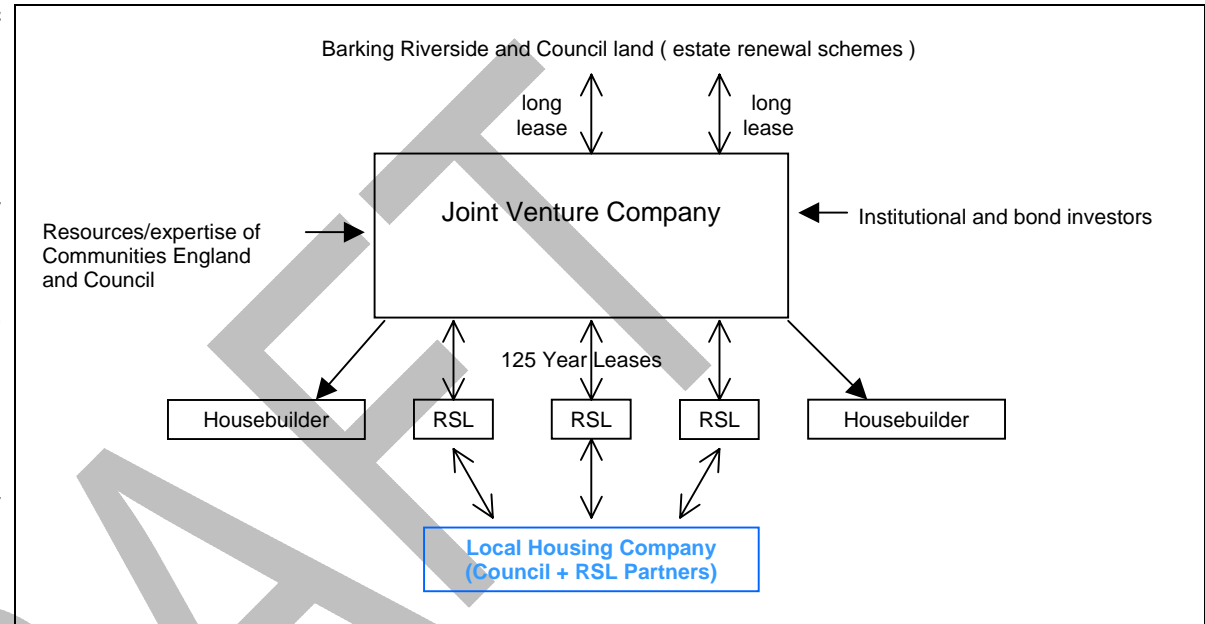 Barking Riverside and Council land ( estate renewal schemes )
long
lease
long
lease
Joint Venture Company
Resources/expertise of
Communities England
and Council
Institutional and bond investors
125 Year Leases
Housebuilder
RSL
RSL
RSL
Housebuilder
Local Housing Company
(Council + RSL Partners)